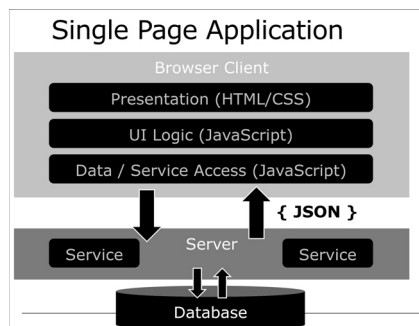 Single Page Application
Browser Client
Presentation (HTML/CSS)
UI Logic (JavaScript)
Data / Service Access (JavaScript)
{ JSON }
Server
Service
Service
Database